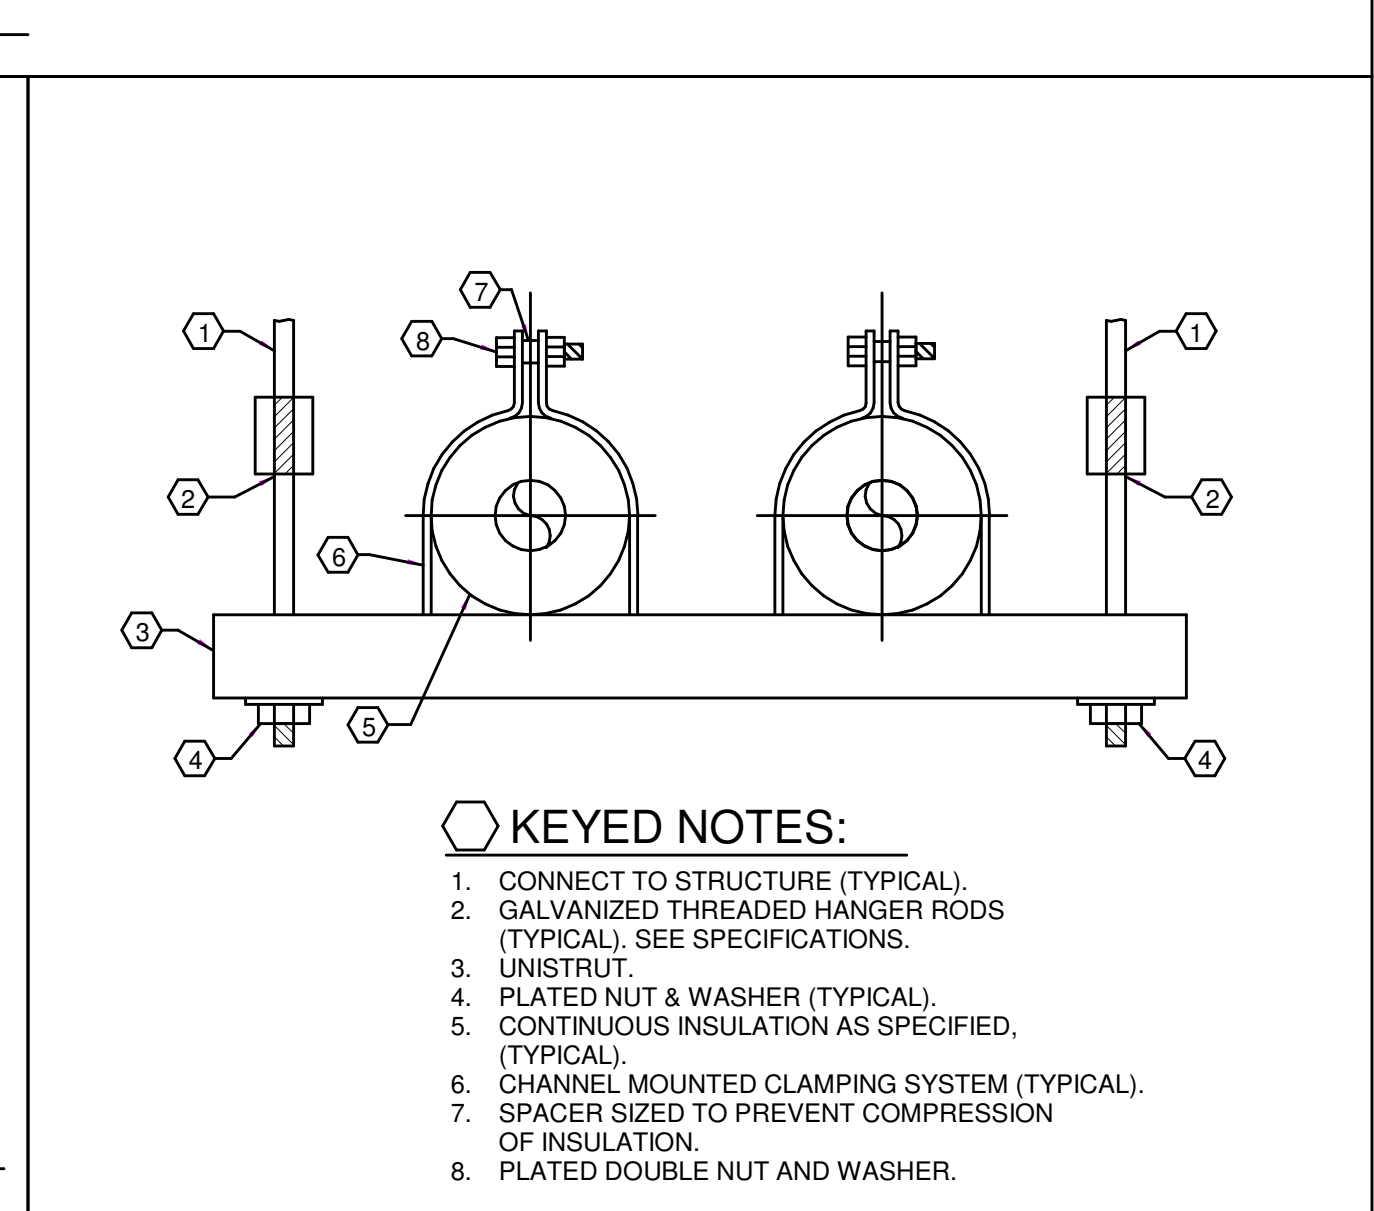 7
1
8
1
2
2
6
3
5
4
4
KEYED NOTES:
1. CONNECT TO STRUCTURE (TYPICAL).
2. GALVANIZED THREADED HANGER RODS
(TYPICAL). SEE SPECIFICATIONS.
3. UNISTRUT.
4. PLATED NUT & WASHER (TYPICAL).
5. CONTINUOUS INSULATION AS SPECIFIED,
(TYPICAL).
6. CHANNEL MOUNTED CLAMPING SYSTEM (TYPICAL).
7. SPACER SIZED TO PREVENT COMPRESSION
OF INSULATION.
8. PLATED DOUBLE NUT AND WASHER.